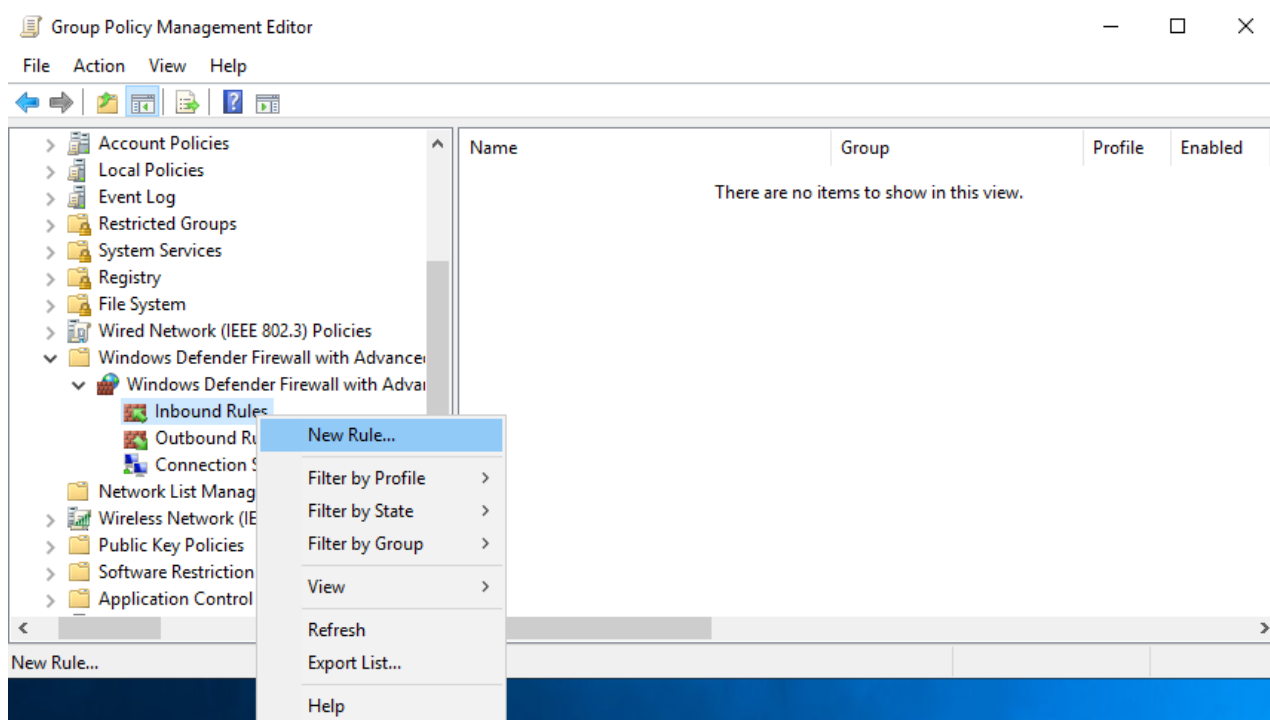 Group Policy Management Editor
File Action View Help
Name Group Profile Enabled
There are no items to show in this view.
Account Policies
Local Policies
Event Log
Restricted Groups
System Services
Registry
File System
Wired Network (IEEE 802.3) Policies
Windows Defender Firewall with Advance
Windows Defender Firewall with Adva
Inbound Rules
Outbound Ru
Connection S
Network List Manag
Wireless Network (IE
Public Key Policies
Software Restriction
Application Control
New Rule...
Filter by Profile
Filter by State
Filter by Group
View
Refresh
Export List...
Help
New Rule...